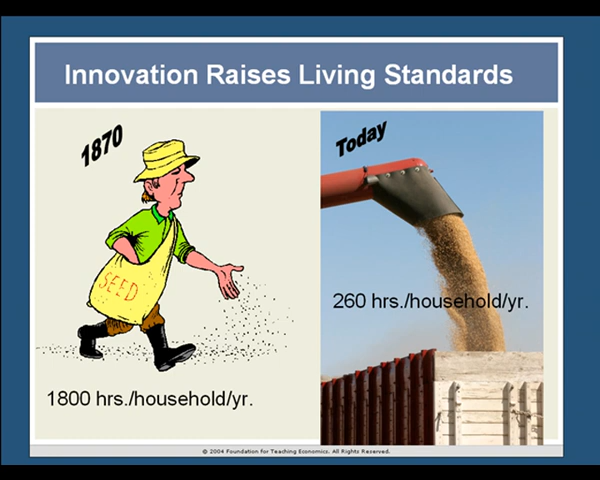 Innovation Raises Living Standards
1870
Today
SEED
260 hrs./household/yr.
1800 hrs./household/yr.
© 2004 Foundation for Teaching Economics. All Rights Reserved.